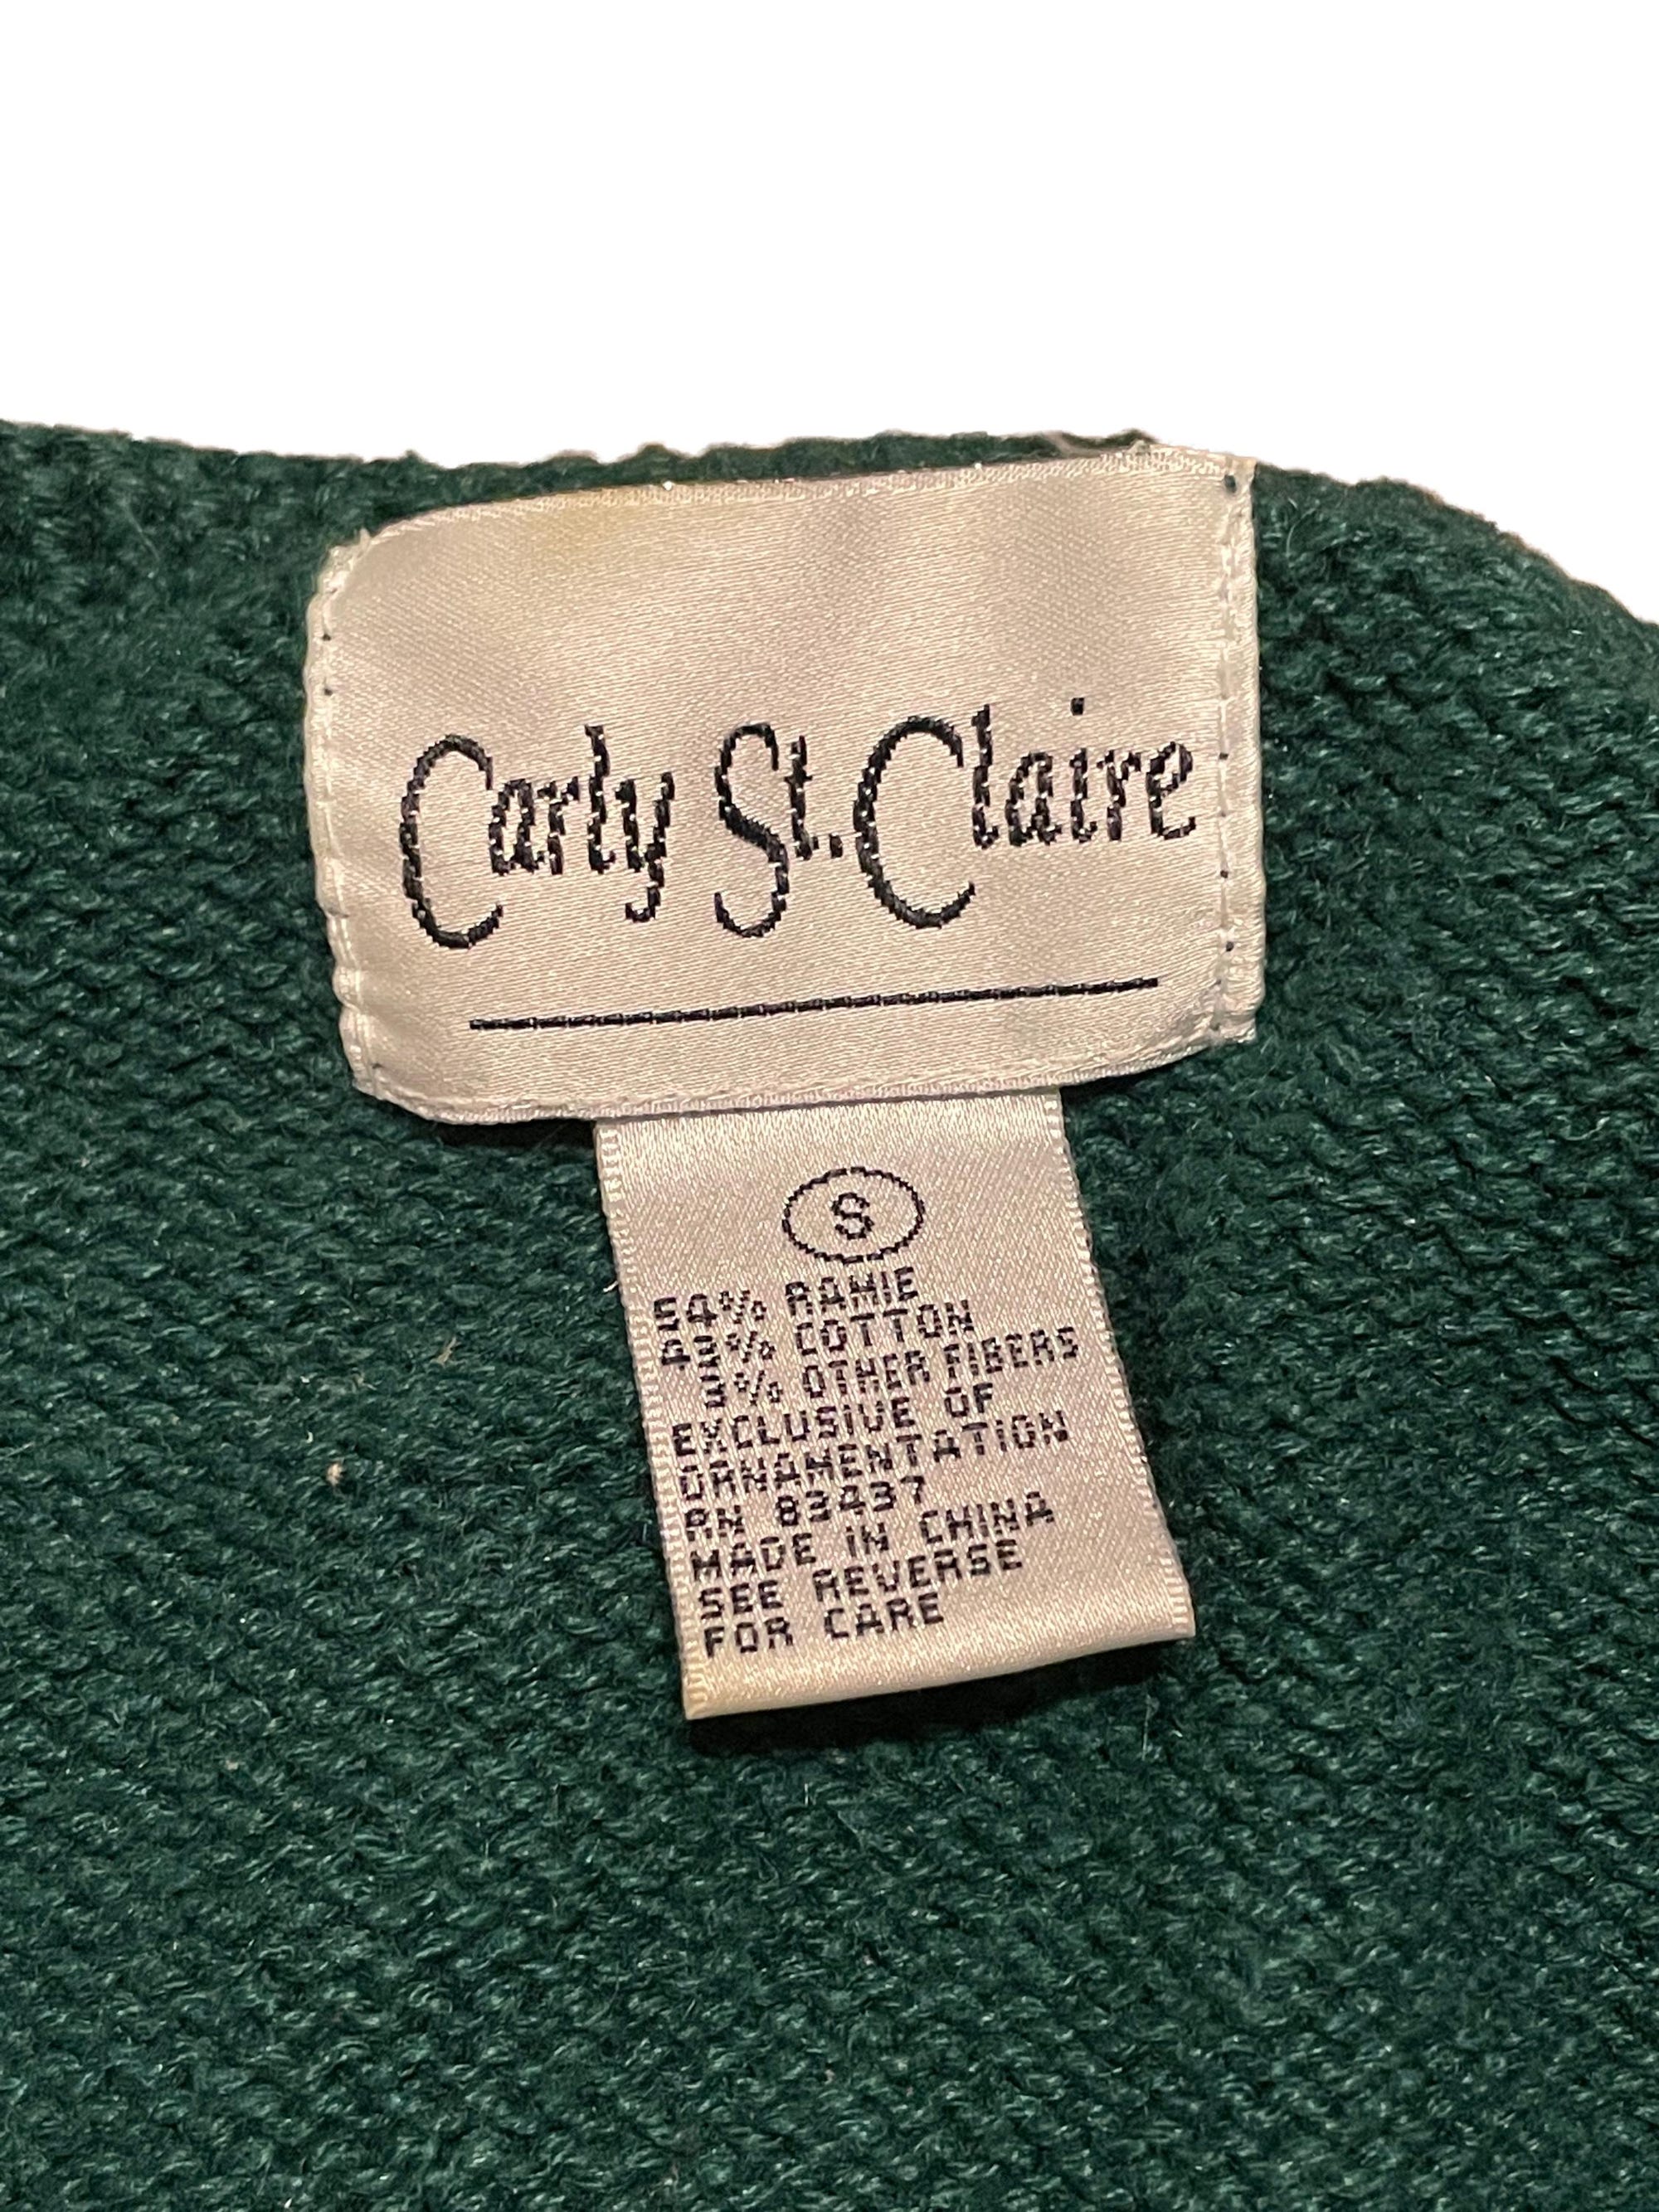 Carly St. Claire
S
54% RAMIE
43% COTTON
3% OTHER FIBERS
EXCLUSIVE OF
ORNAMENTATION
RN 83437
MADE IN CHINA
SEE REVERSE
FOR CARE